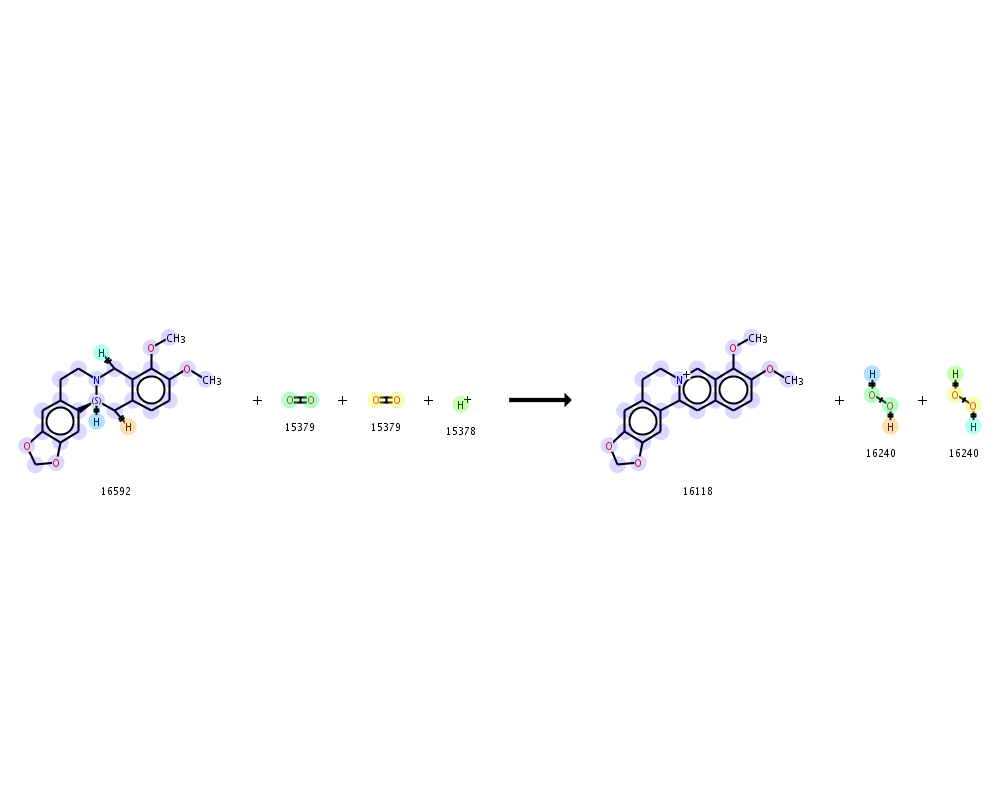 CH3
H
O
O
CH3
N
(S)
H
H
O
O
16592
+
O O
15379
+
O O
15379
+
H+
15378
CH3
O
O
CH3
N+
O
O
16118
+
H
O
O
H
16240
+
H
O
O
H
16240